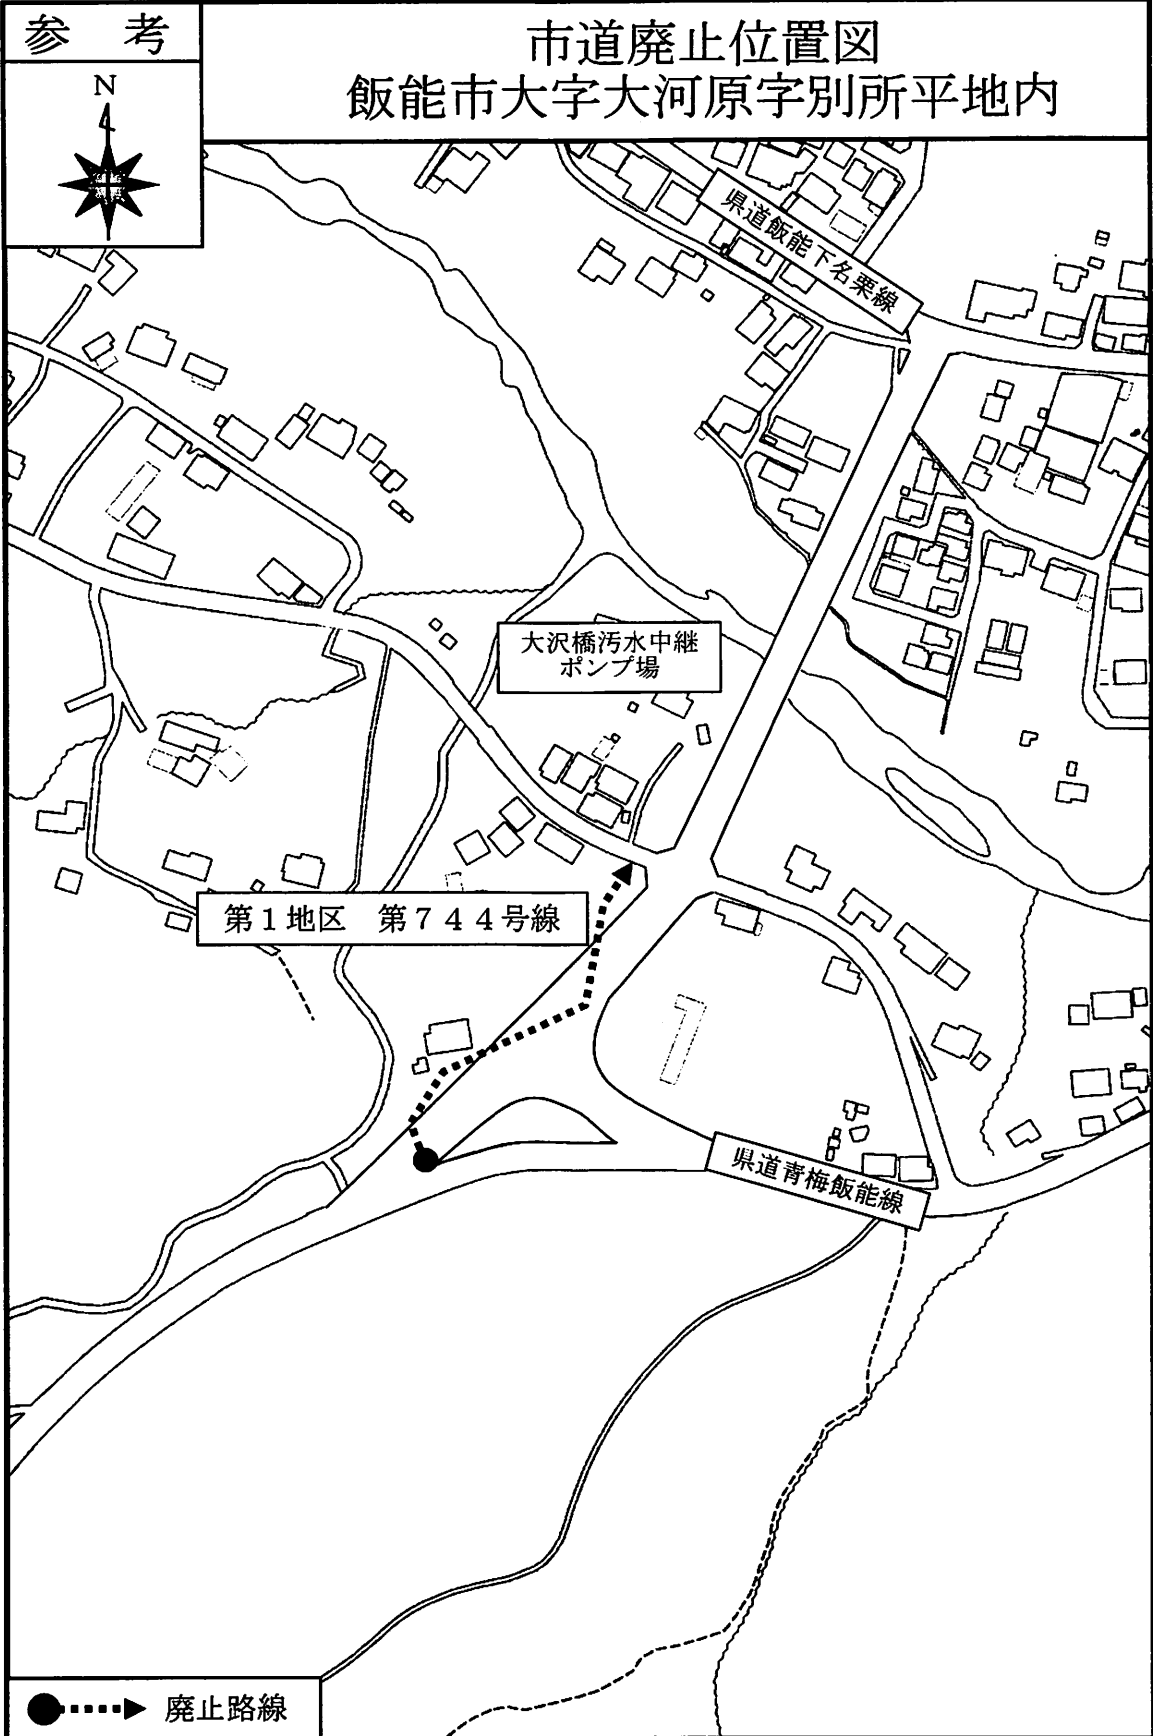 参 考
市道廃止位置図
飯能市大字大河原字別所平地内
N
県道飯能下名栗線
大沢橋汚水中継
ポンプ場
第1地区 第744号線
県道青梅飯能線
廃止路線